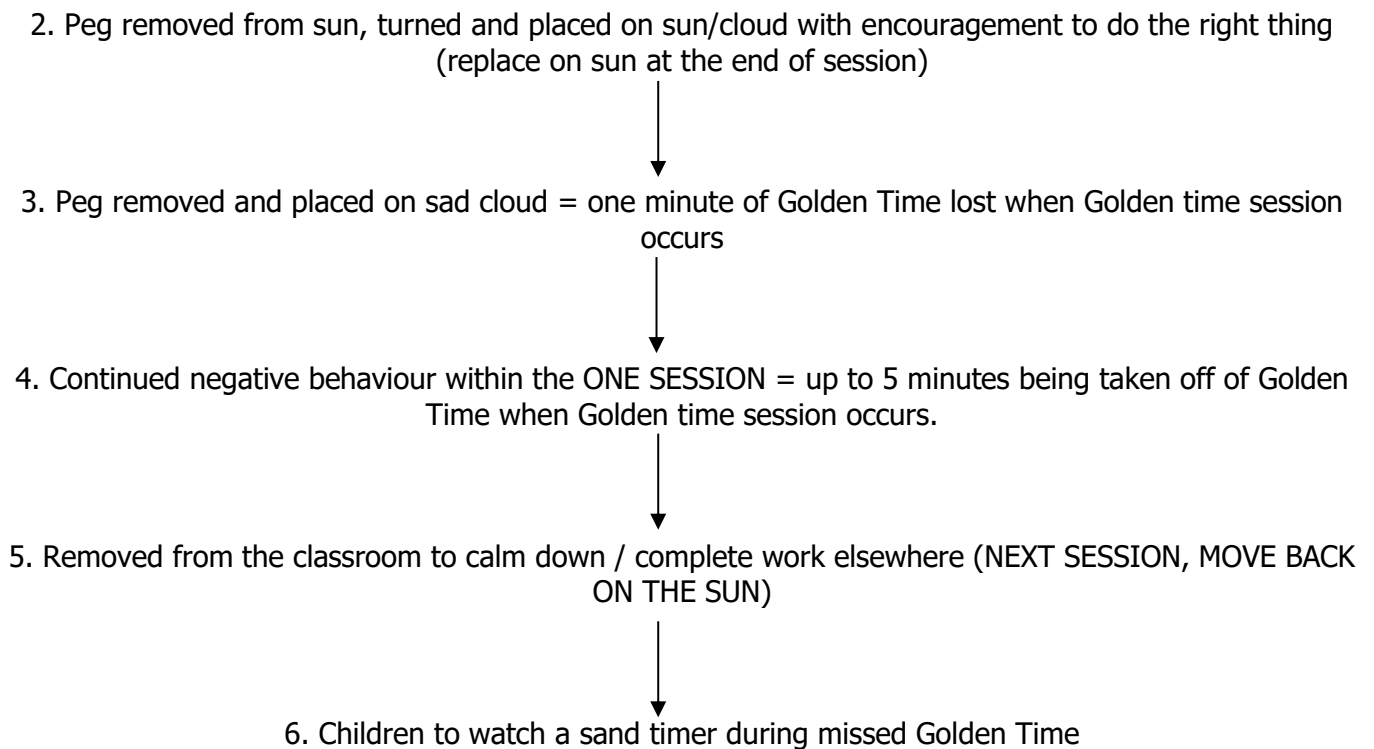 2. Peg removed from sun, turned and placed on sun/cloud with encouragement to do the right thing
(replace on sun at the end of session)
3. Peg removed and placed on sad cloud = one minute of Golden Time lost when Golden time session
occurs
4. Continued negative behaviour within the ONE SESSION = up to 5 minutes being taken off of Golden
Time when Golden time session occurs.
5. Removed from the classroom to calm down / complete work elsewhere (NEXT SESSION, MOVE BACK
ON THE SUN)
6. Children to watch a sand timer during missed Golden Time